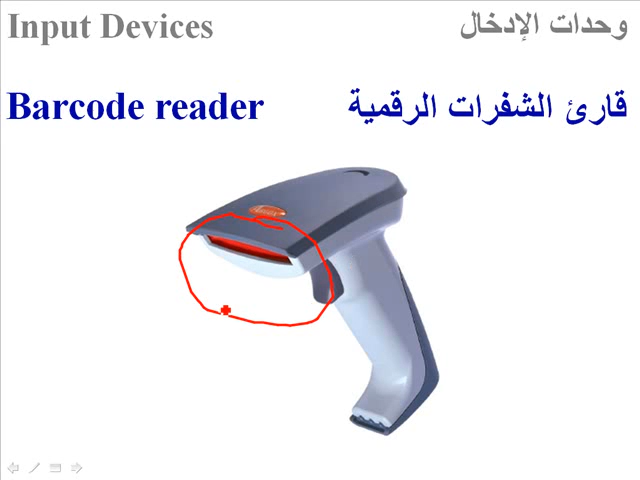 Input Devices
وحدات الإدخال
Barcode reader
قارئ الشفرات الرقمية